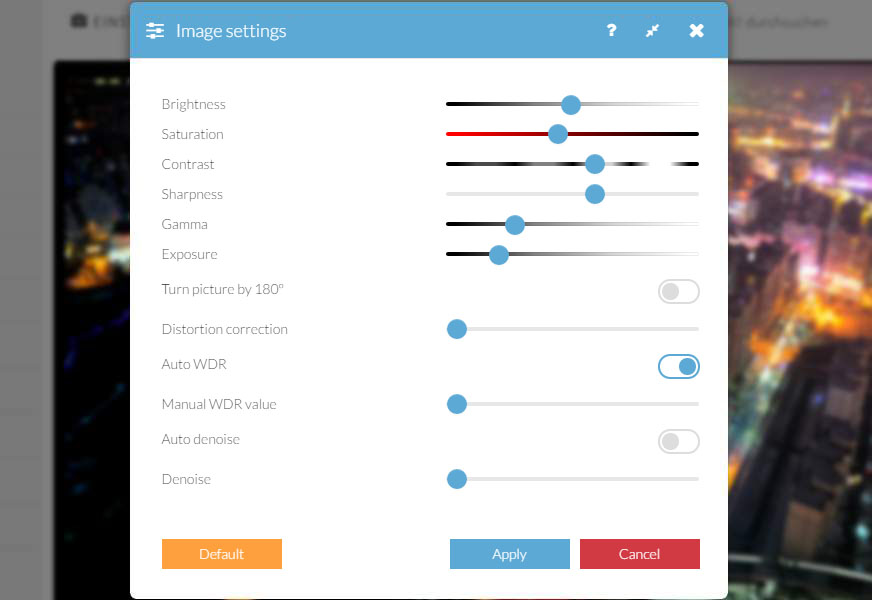 Image settings ?
Brightness
Saturation
Contrast
Sharpness
Gamma
Exposure
Turn picture by 180°
Distortion correction
Auto WDR
Manual WDR value
Auto denoise
Denoise
Default Apply Cancel